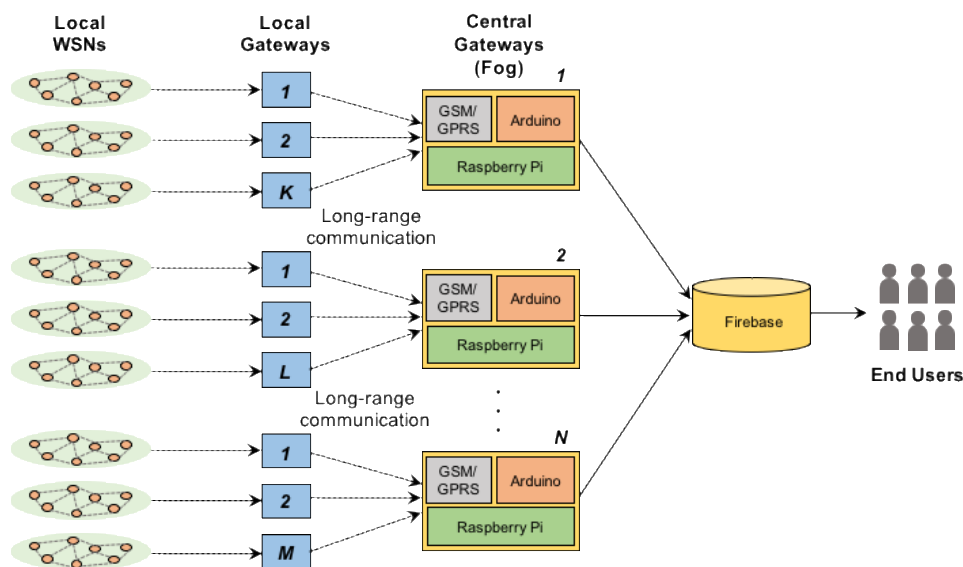 Local
WSNs
Local
Gateways
Central
Gateways
(Fog)
1
1
2
K
GSM/
GPRS
Arduino
Raspberry Pi
Long-range
communication
2
1
2
L
GSM/
GPRS
Arduino
Raspberry Pi
Firebase
End Users
Long-range
communication
N
1
2
M
GSM/
GPRS
Arduino
Raspberry Pi